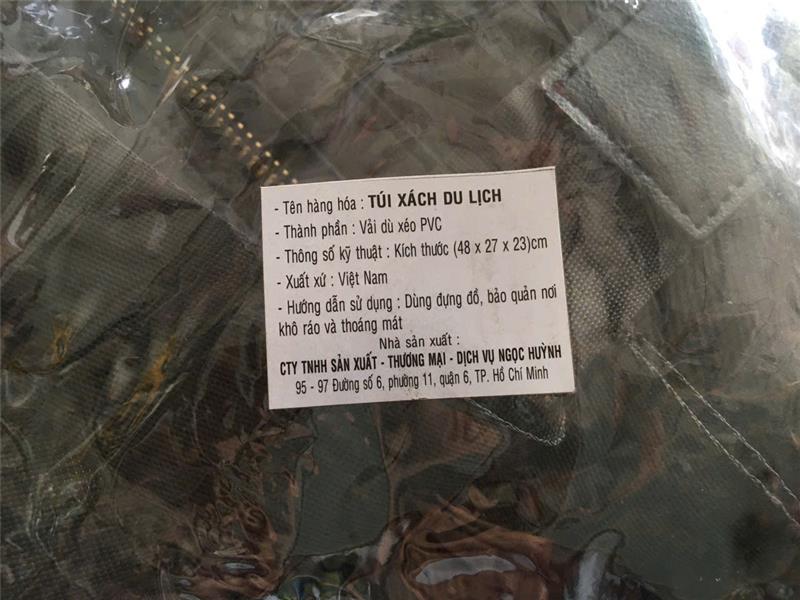 - Tên hàng hóa : TÚI XÁCH DU LỊCH
- Thành phần : Vải dù xéo PVC
- Thông số kỹ thuật : Kích thước (48 x 27 x 23)cm
- Xuất xứ : Việt Nam
- Hướng dẫn sử dụng : Dùng đựng đồ, bảo quản nơi
khô ráo và thoáng mát
Nhà sản xuất :
CTY TNHH SẢN XUẤT - THƯƠNG MẠI - DỊCH VỤ NGỌC HUỲNH
95 - 97 Đường số 6, phường 11, quận 6, TP. Hồ Chí Minh